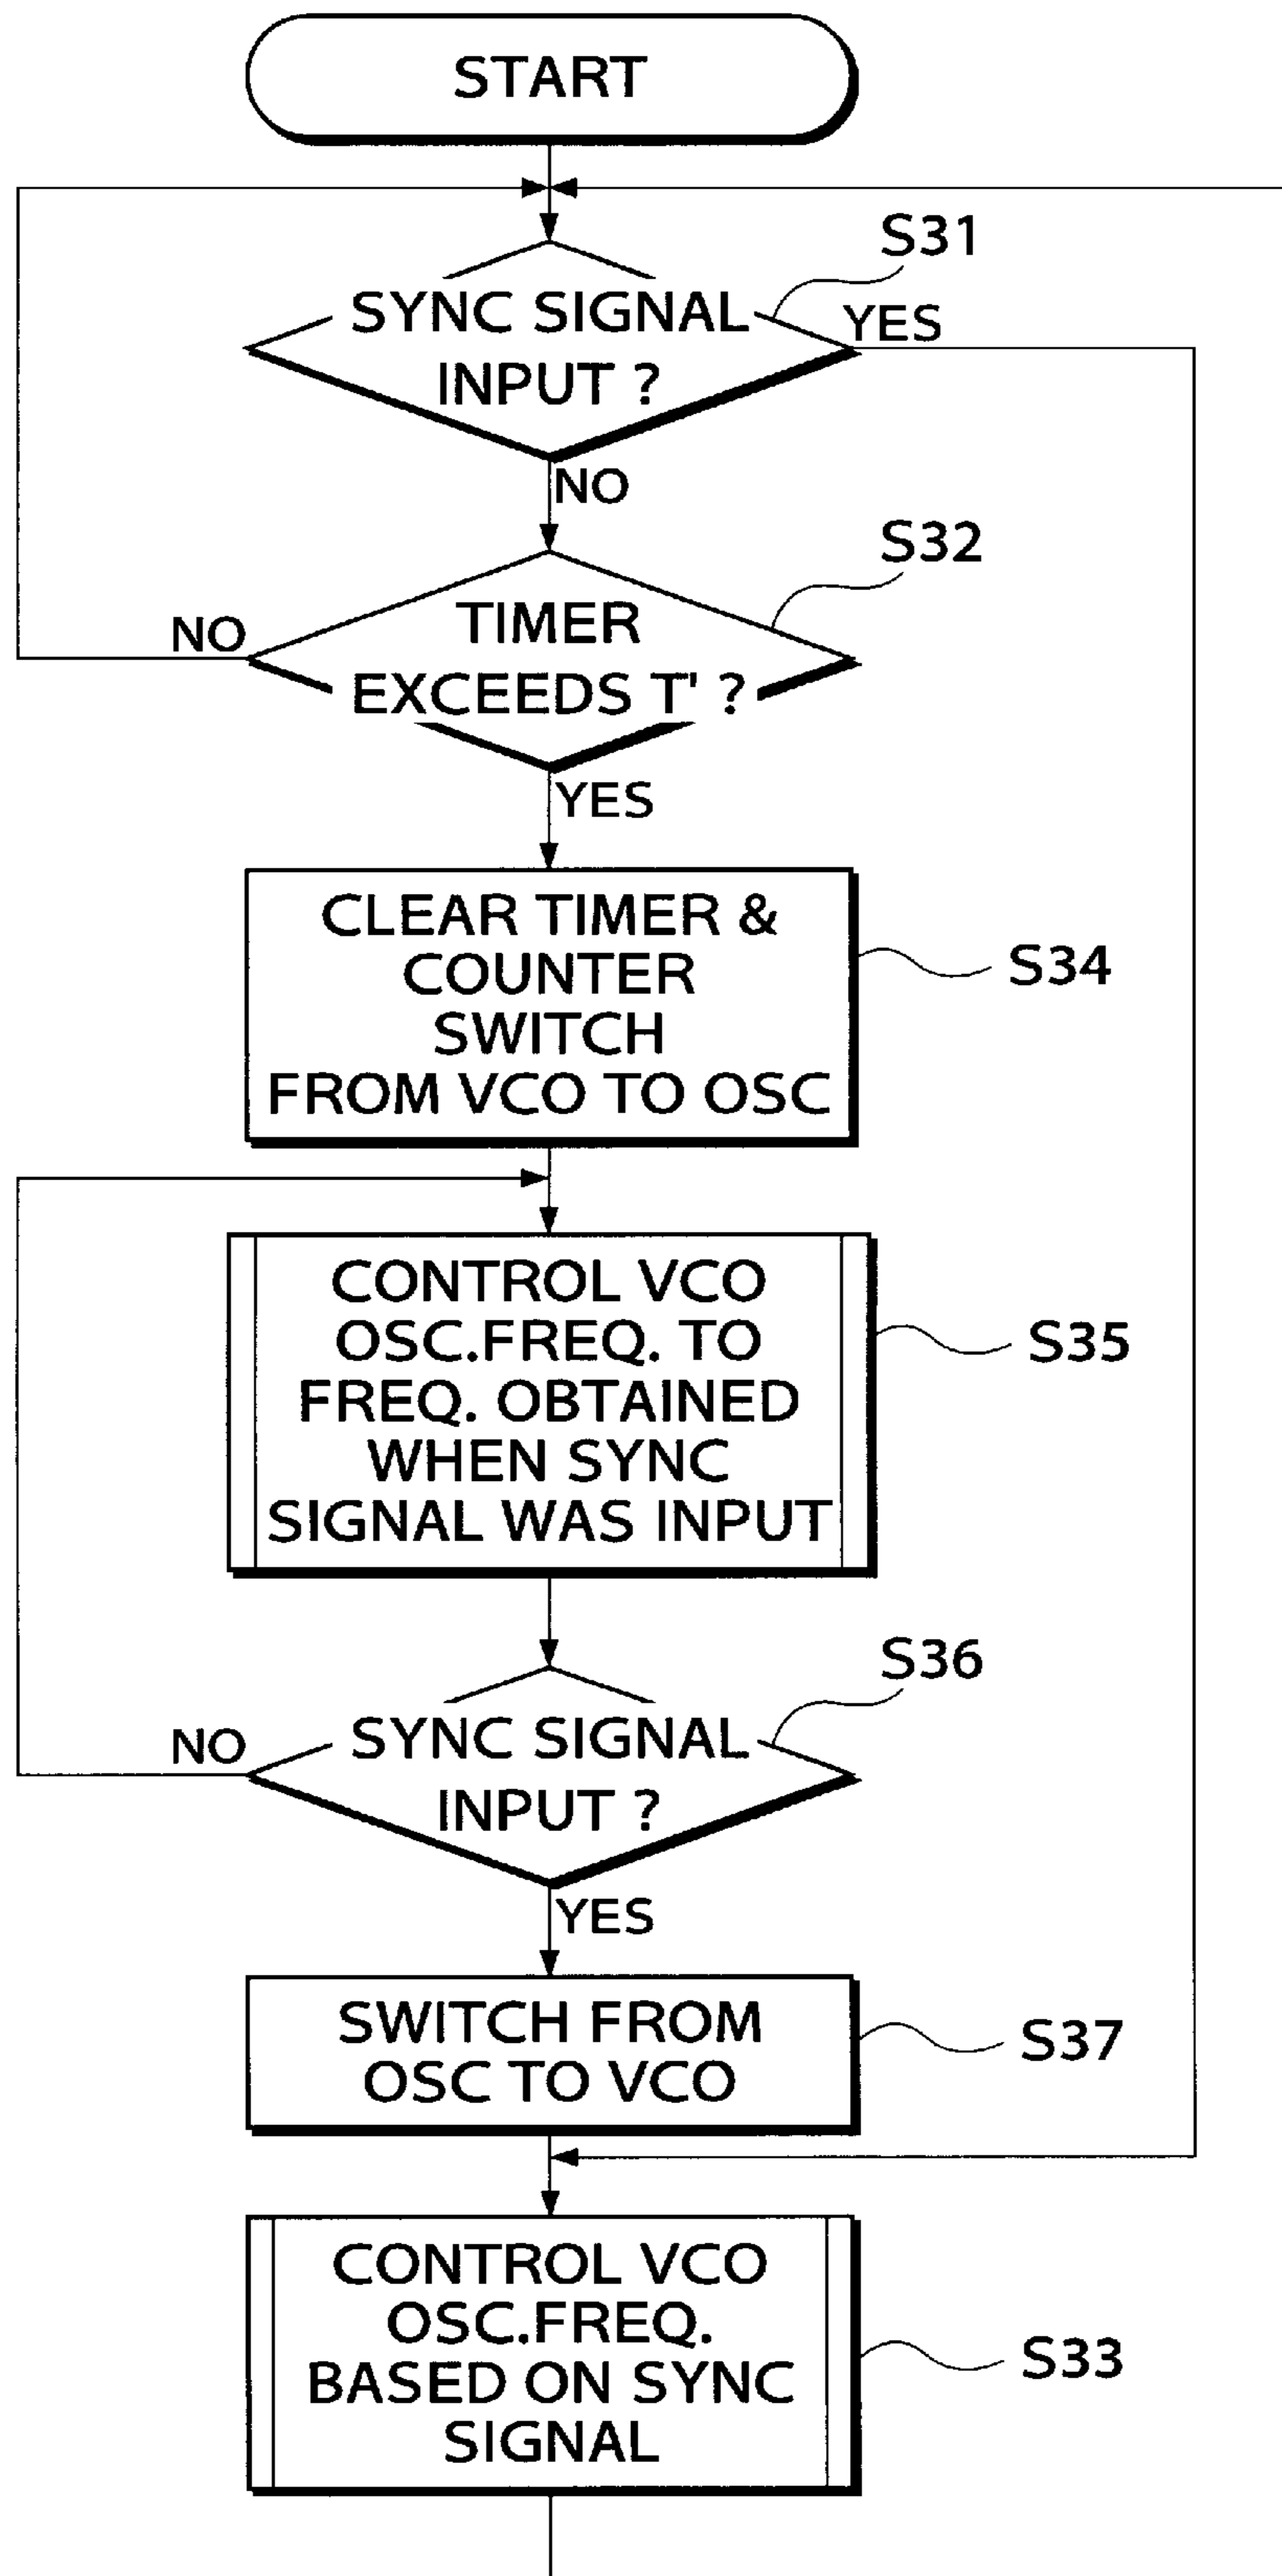 START
S31
SYNC SIGNAL
INPUT ?
YES
NO
S32
TIMER
EXCEEDS T' ?
NO
YES
CLEAR TIMER &
COUNTER
SWITCH
FROM VCO TO OSC
S34
CONTROL VCO
OSC.FREQ. TO
FREQ. OBTAINED
WHEN SYNC
SIGNAL WAS INPUT
S35
S36
SYNC SIGNAL
INPUT ?
NO
YES
SWITCH FROM
OSC TO VCO
S37
CONTROL VCO
OSC.FREQ.
BASED ON SYNC
SIGNAL
S33